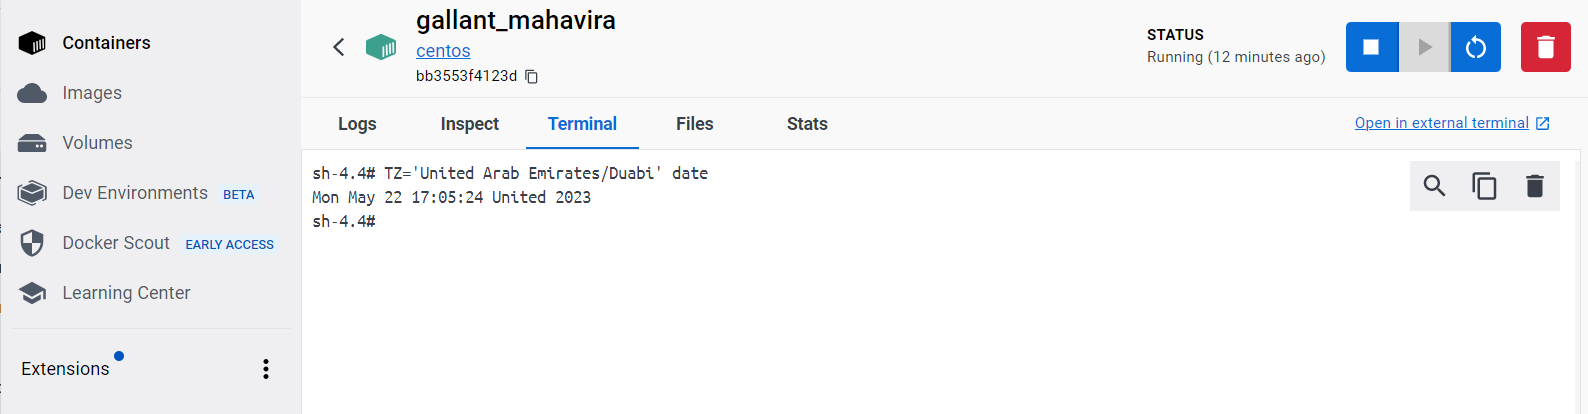 Containers
Images
Volumes
Dev Environments BETA
Docker Scout EARLY ACCESS
Learning Center
Extensions
gallant_mahavira
centos
bb3553f4123d
STATUS
Running (12 minutes ago)
Logs Inspect Terminal Files Stats
Open in external terminal
sh-4.4# TZ='United Arab Emirates/Duabi' date
Mon May 22 17:05:24 United 2023
sh-4.4#